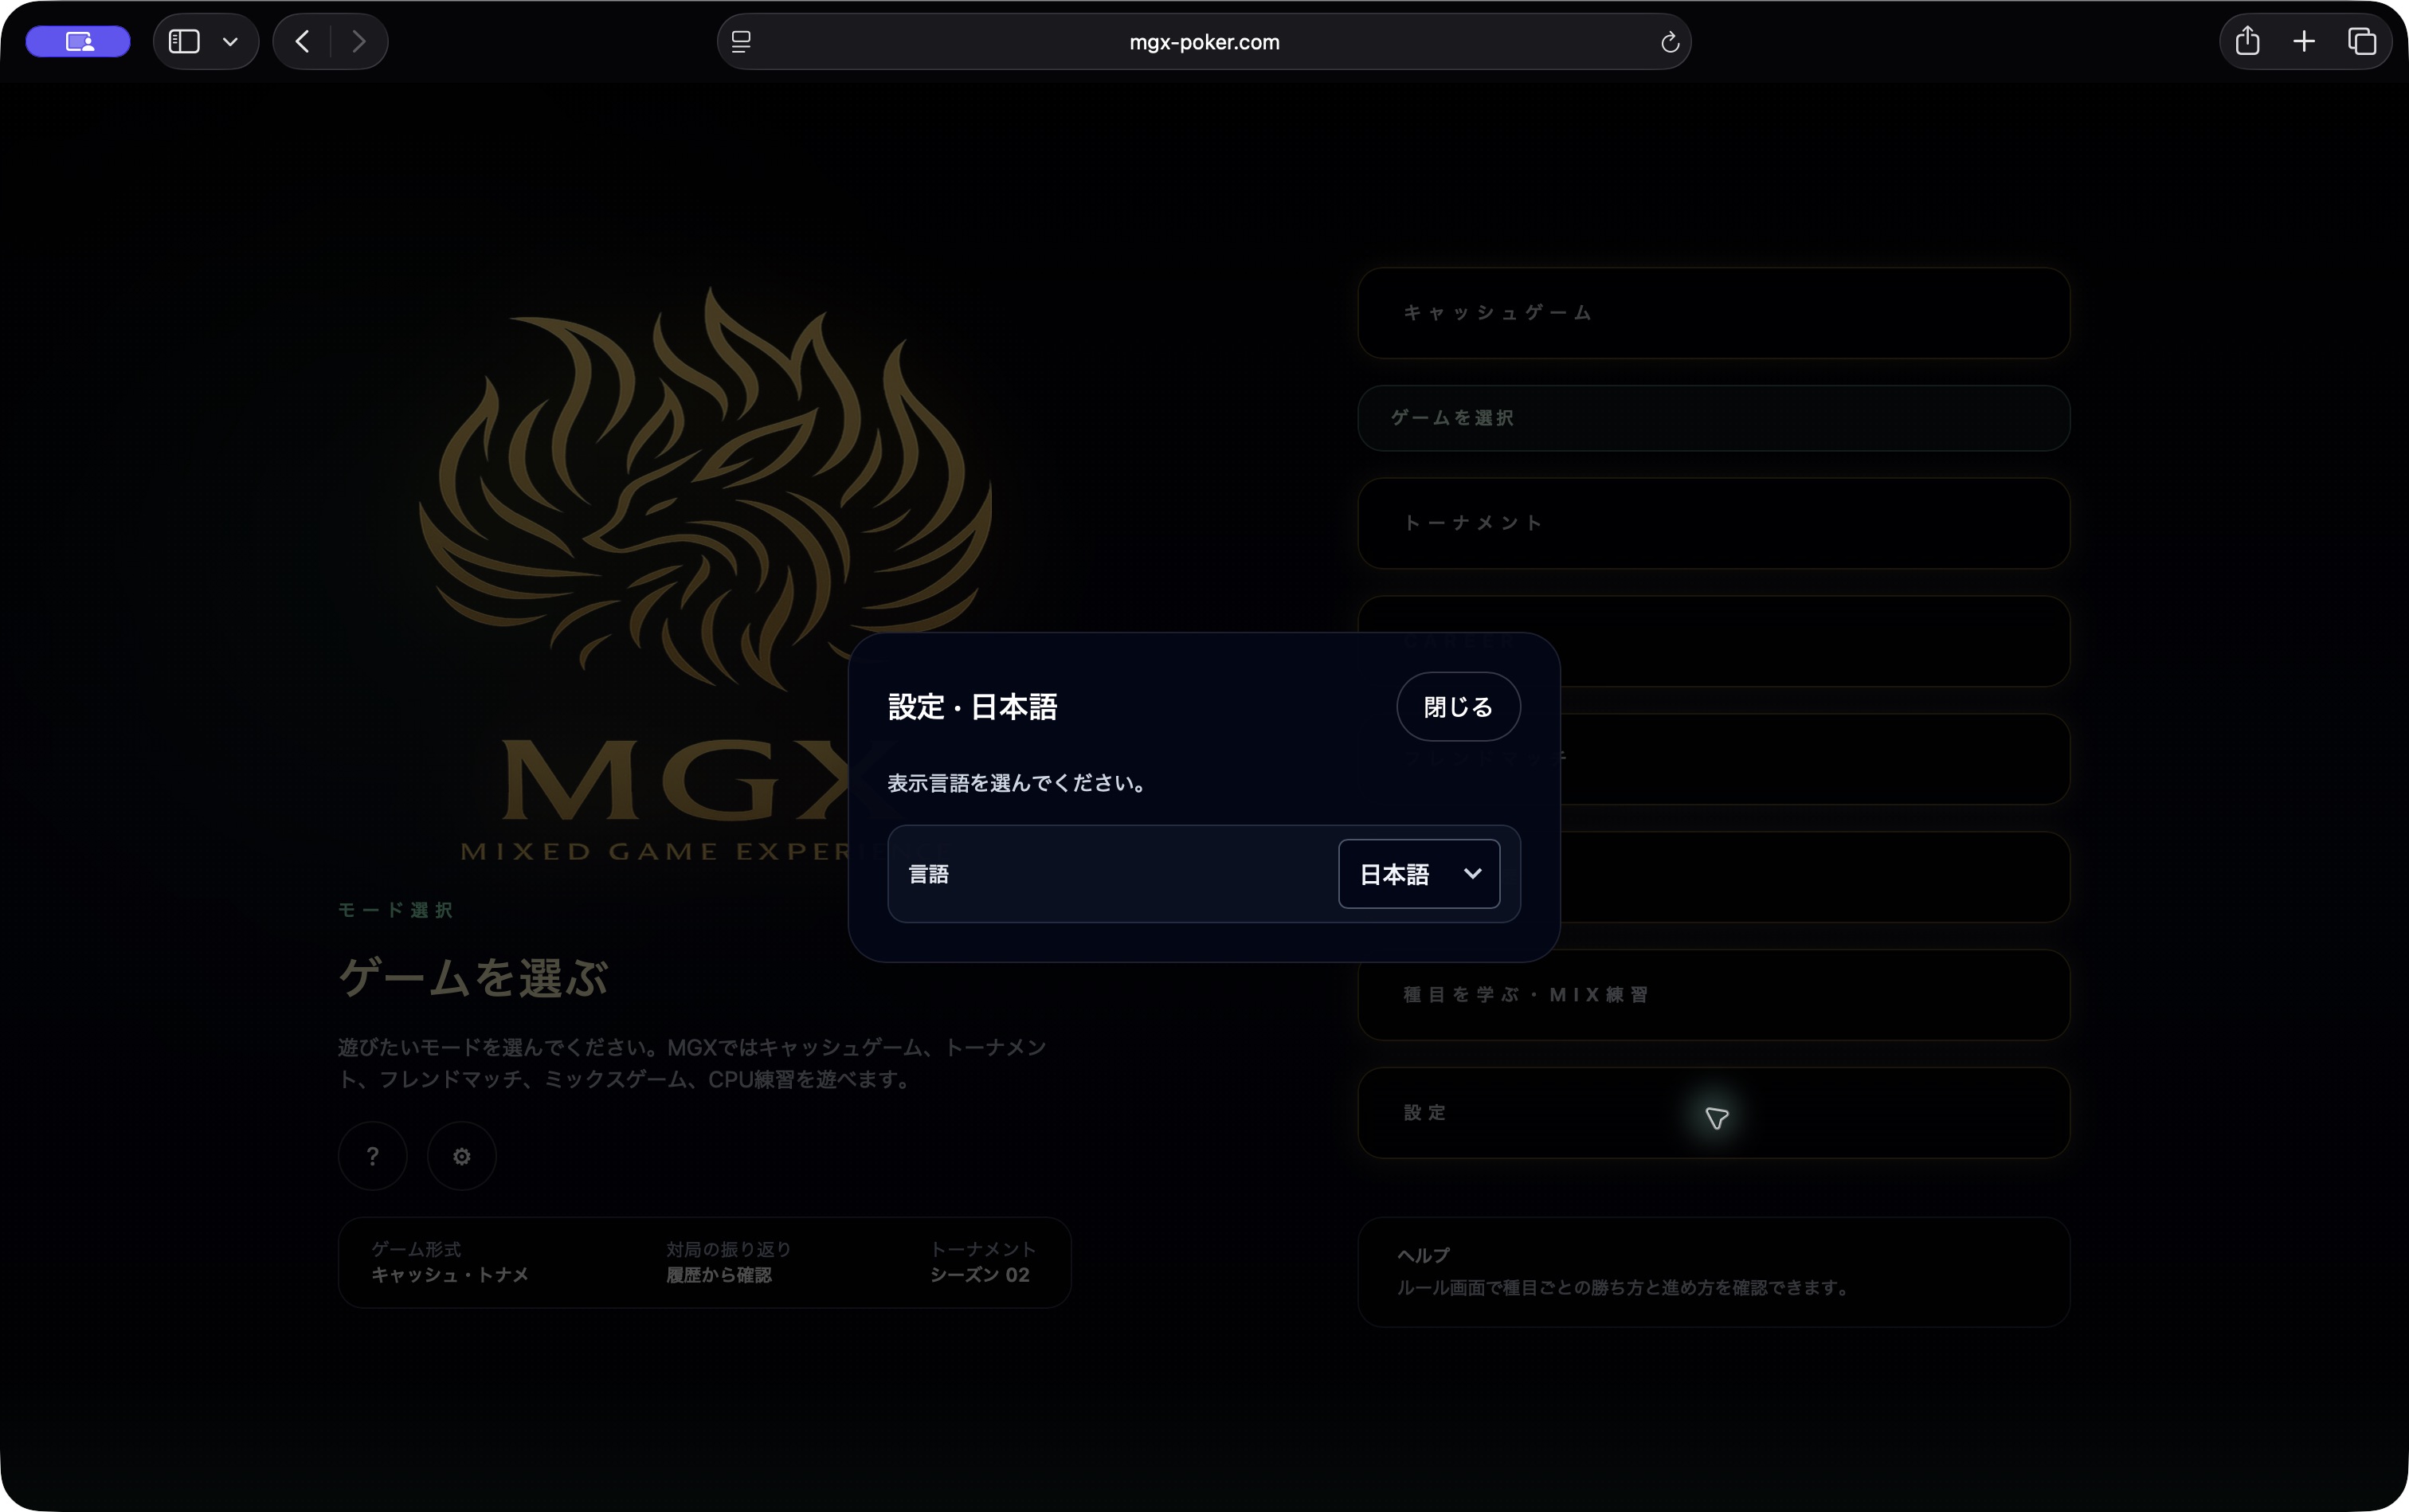 mgx-poker.com
キャッシュゲーム
ゲームを選択
トーナメント
設定・日本語
閉じる
表示言語を選んでください。
言語
日本語
MGX
MIXED GAME
モード選択
ゲームを選ぶ
遊びたいモードを選んでください。MGXではキャッシュゲーム、トーナメン
ト、フレンドマッチ、ミックスゲーム、CPU練習を遊べます。
?
種目を学ぶ・MIX練習
設定
ゲーム形式
キャッシュ・トナメ
対局の振り返り
履歴から確認
トーナメント
シーズン 02
ヘルプ
ルール画面で種目ごとの勝ち方と進め方を確認できます。